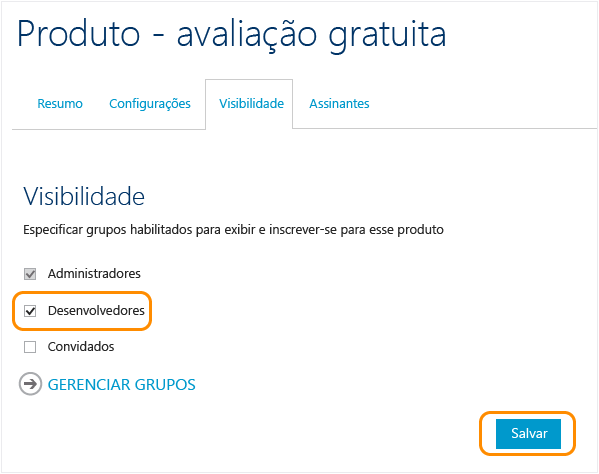 Produto - avaliação gratuita
Resumo Configurações Visibilidade Assinantes
Visibilidade
Especificar grupos habilitados para exibir e inscrever-se para esse produto
Administradores
Desenvolvedores
Convidados
GERENCIAR GRUPOS
Salvar